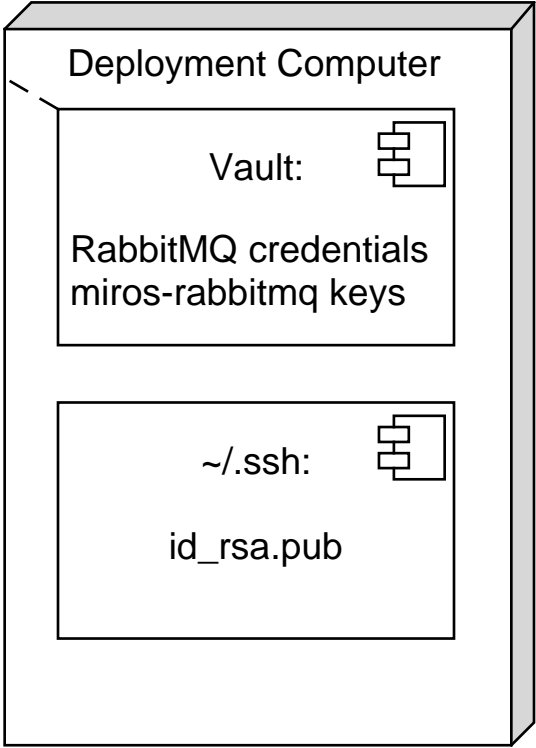 Deployment Computer
Vault:
RabbitMQ credentials
miros-rabbitmq keys
~/.ssh:
id_rsa.pub